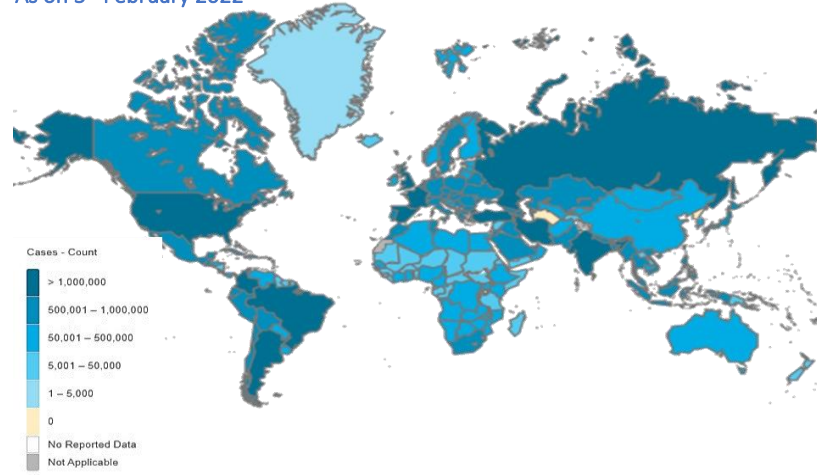 As on 3rd February 2022
Cases - Count
> 1,000,000
500,001 – 1,000,000
50,001 – 500,000
5,001 – 50,000
1 – 5,000
0
No Reported Data
Not Applicable